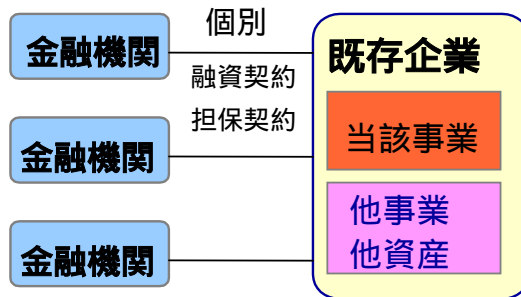 個別
金融機関
既存企業
融資契約
担保契約
当該事業
金融機関
他事業
他資産
金融機関